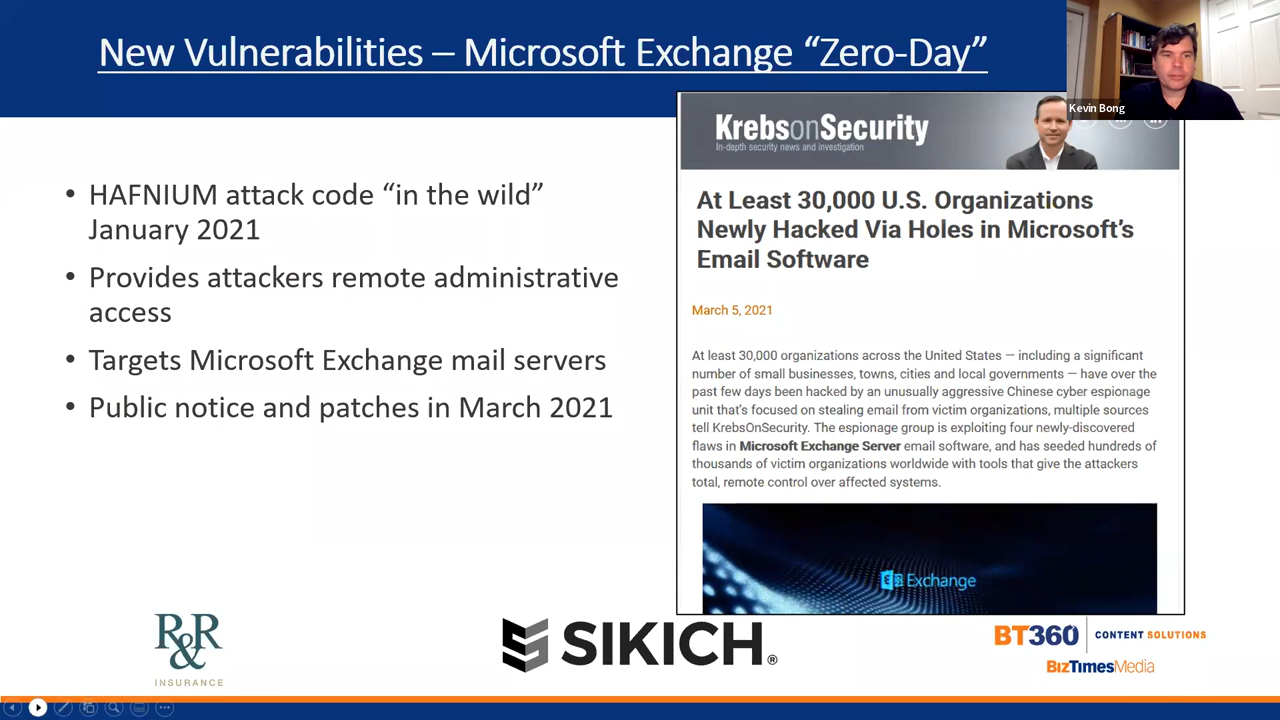 New Vulnerabilities – Microsoft Exchange “Zero-Day”
Kevin Bong
• HAFNIUM attack code “in the wild”
January 2021
• Provides attackers remote administrative
access
• Targets Microsoft Exchange mail servers
• Public notice and patches in March 2021
KrebsonSecurity
In-depth security news and investigation
At Least 30,000 U.S. Organizations
Newly Hacked Via Holes in Microsoft’s
Email Software
March 5, 2021
At least 30,000 organizations across the United States — including a significant
number of small businesses, towns, cities and local governments — have over the
past few days been hacked by an unusually aggressive Chinese cyber espionage
unit that’s focused on stealing email from victim organizations, multiple sources
tell KrebsOnSecurity. The espionage group is exploiting four newly-discovered
flaws in Microsoft Exchange Server email software, and has seeded hundreds of
thousands of victim organizations worldwide with tools that give the attackers
total, remote control over affected systems.
Exchange
R&R
INSURANCE
SIKICH®
BT360 CONTENT SOLUTIONS
BizTimesMedia